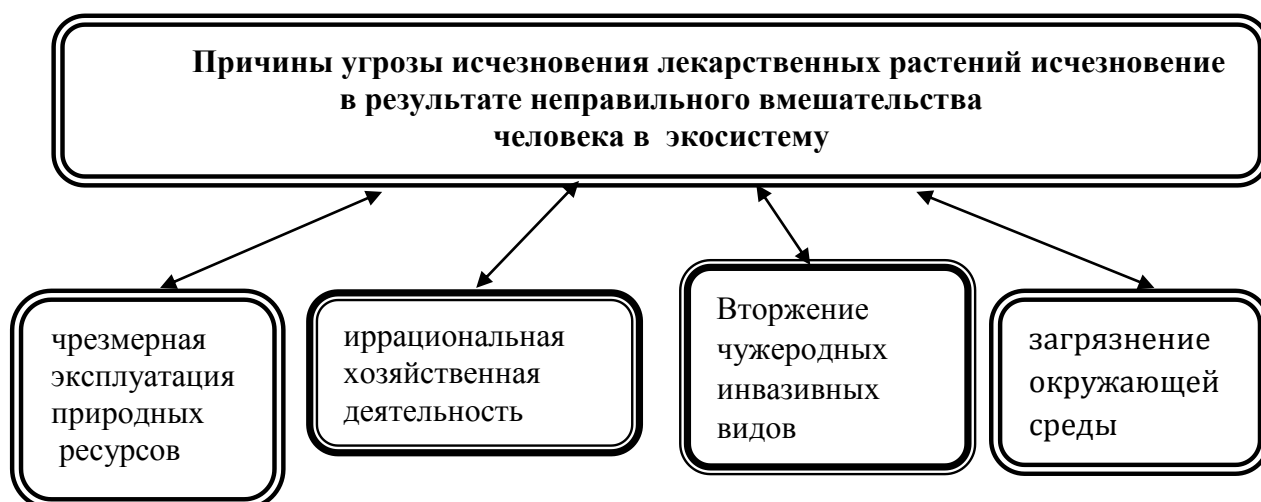 Причины угрозы исчезновения лекарственных растений исчезновение
в результате неправильного вмешательства
человека в экосистему
чрезмерная
эксплуатация
природных
ресурсов
иррациональная
хозяйственная
деятельность
Вторжение
чужеродных
инвазивных
видов
загрязнение
окружающей
среды